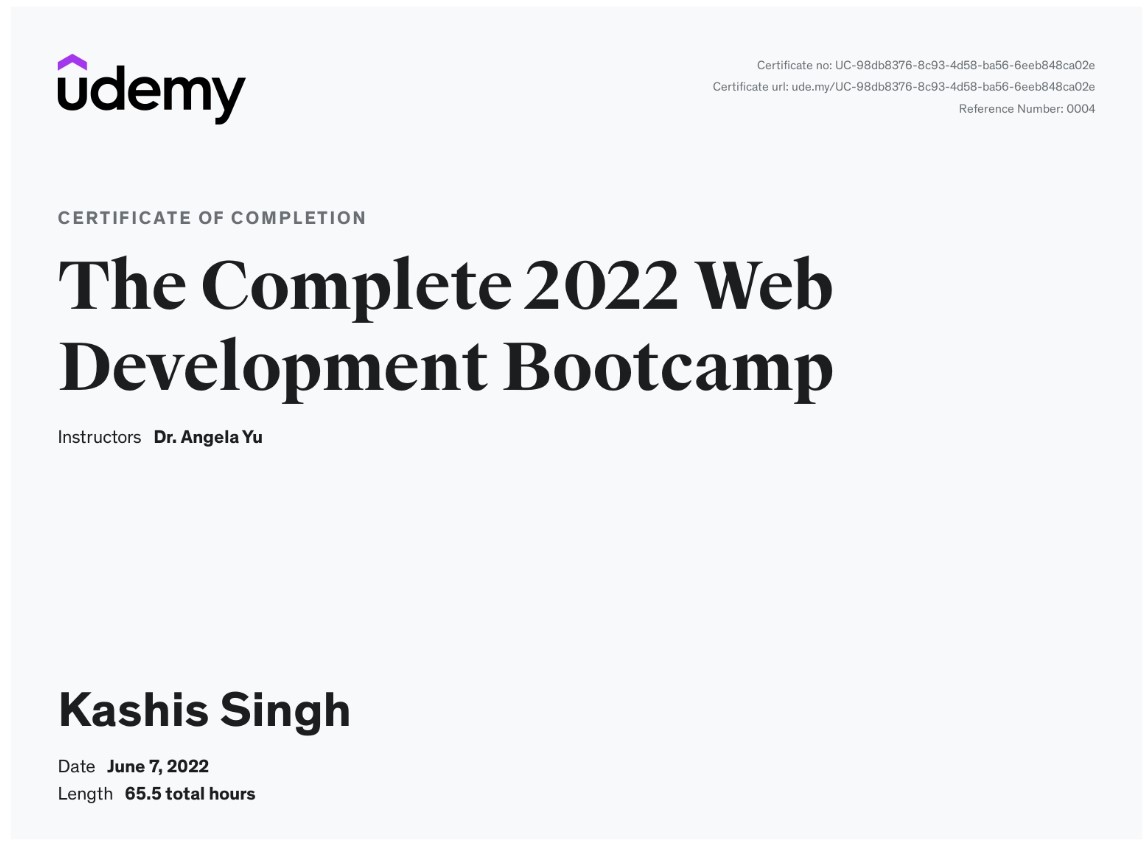 udemy
Certificate no: UC-98db8376-8c93-4d58-ba56-6eeb848ca02e
Certificate url: ude.my/UC-98db8376-8c93-4d58-ba56-6eeb848ca02e
Reference Number: 0004
CERTIFICATE OF COMPLETION
The Complete 2022 Web
Development Bootcamp
Instructors Dr. Angela Yu
Kashis Singh
Date June 7, 2022
Length 65.5 total hours